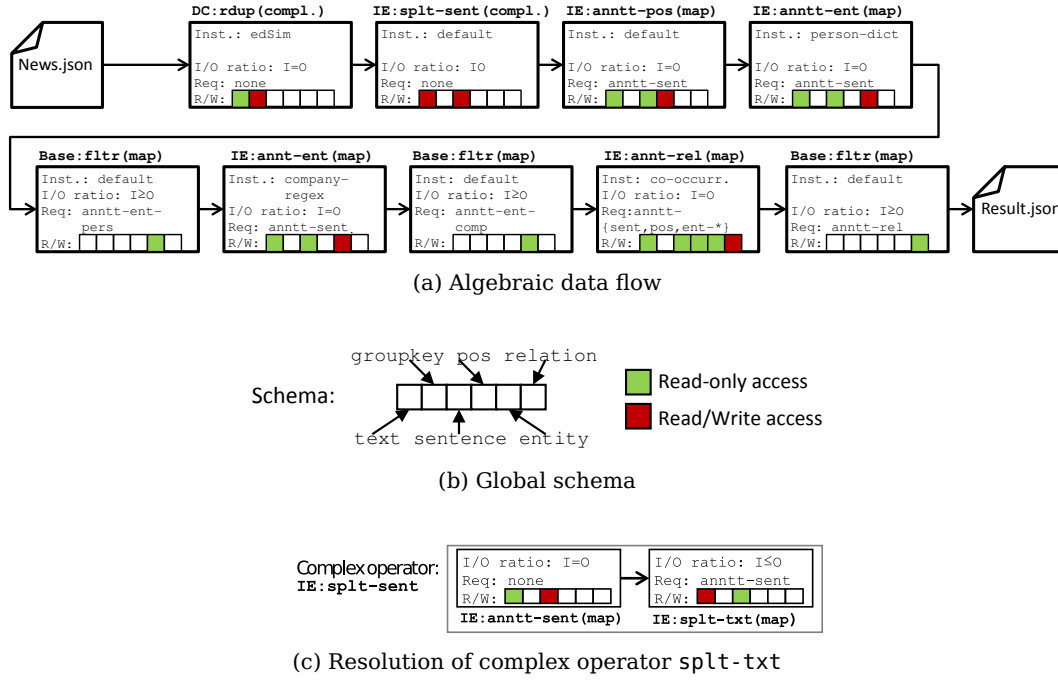 DC:rdup(compl.) IE:splt-sent(compl.) IE:anntt-pos(map) IE:anntt-ent(map)
News.json
Inst.: edSim
I/O ratio: I=O
Req: none
R/W:
Inst.: default
I/O ratio: IO
Req: none
R/W:
Inst.: default
I/O ratio: I=O
Req: anntt-sent
R/W:
Inst.: person-dict
I/O ratio: I=O
Req: anntt-sent
R/W:
Base:fltr(map) IE:annt-ent(map) Base:fltr(map) IE:annt-rel(map) Base:fltr(map)
Inst.: default
I/O ratio: I≥O
Req: anntt-ent-
pers
R/W:
Inst.: company-
regex
I/O ratio: I=O
Req: anntt-sent
R/W:
Inst.: default
I/O ratio: I≥O
Req: anntt-ent-
comp
R/W:
Inst: co-occurr.
I/O ratio: I=O
Req:anntt-
{sent,pos,ent-*}
R/W:
Inst.: default
I/O ratio: I≥O
Req: anntt-rel
R/W:
Result.json
(a) Algebraic data flow
groupkey pos relation
Schema:
text sentence entity
Read-only access
Read/Write access
(b) Global schema
Complex operator:
IE:splt-sent
I/O ratio: I=O
Req: none
R/W:
IE:anntt-sent(map)
I/O ratio: I≤O
Req: anntt-sent
R/W:
IE:splt-txt(map)
(c) Resolution of complex operator splt-txt